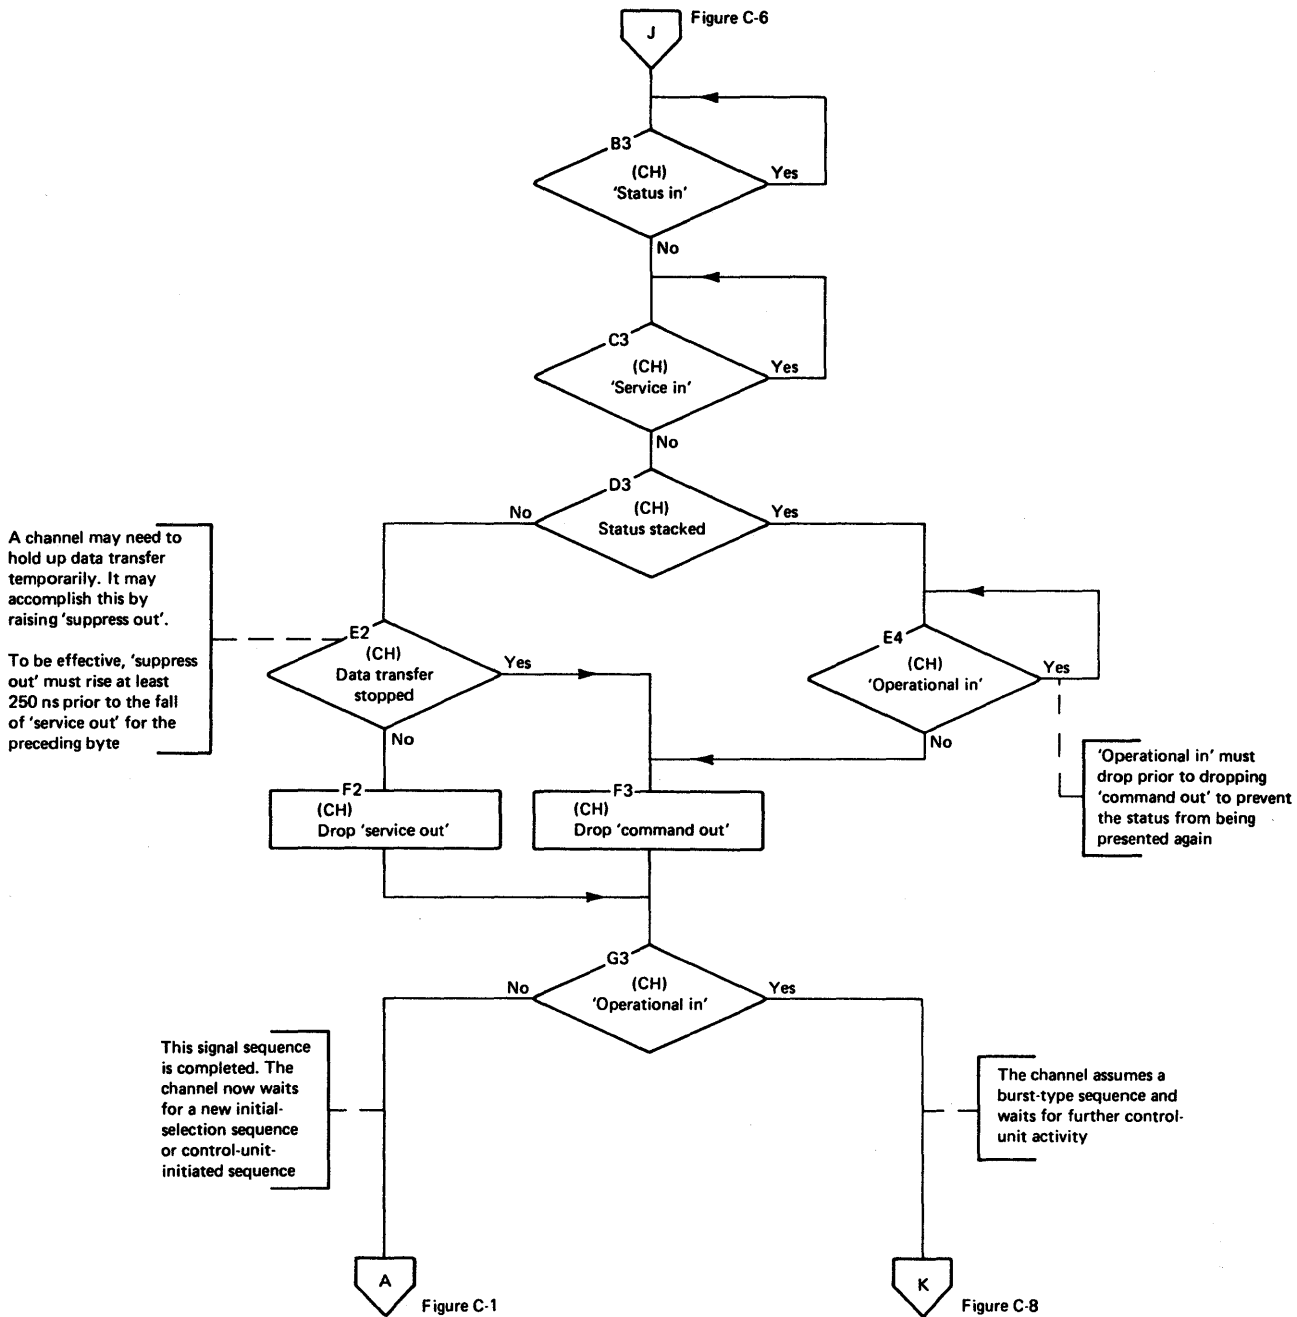 J
Figure C-6
B3
(CH)
'Status in'
Yes
No
C3
(CH)
'Service in'
Yes
No
D3
(CH)
Status stacked
No
Yes
A channel may need to
hold up data transfer
temporarily. It may
accomplish this by
raising 'suppress out'.
To be effective, 'suppress
out' must rise at least
250 ns prior to the fall
of 'service out' for the
preceding byte
E2
(CH)
Data transfer
stopped
Yes
No
E4
(CH)
'Operational in'
Yes
No
'Operational in' must
drop prior to dropping
'command out' to prevent
the status from being
presented again
F2
(CH)
Drop 'service out'
F3
(CH)
Drop 'command out'
G3
(CH)
'Operational in'
No
Yes
This signal sequence
is completed. The
channel now waits
for a new initial-
selection sequence
or control-unit-
initiated sequence
The channel assumes a
burst-type sequence and
waits for further control-
unit activity
A
Figure C-1
K
Figure C-8